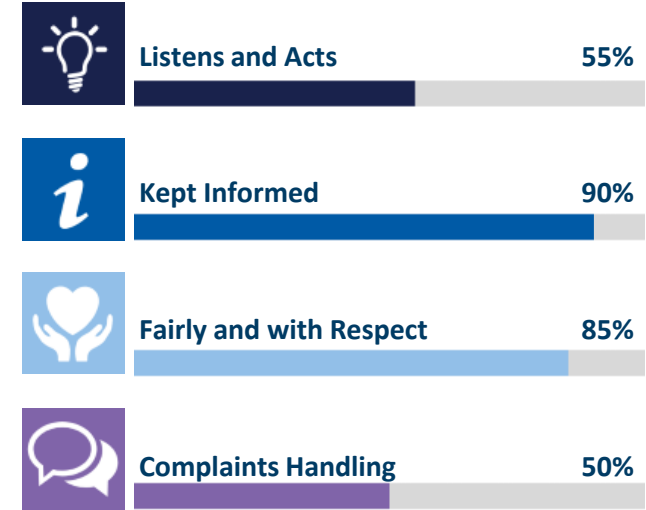 Listens and Acts 55%
Kept Informed 90%
Fairly and with Respect 85%
Complaints Handling 50%